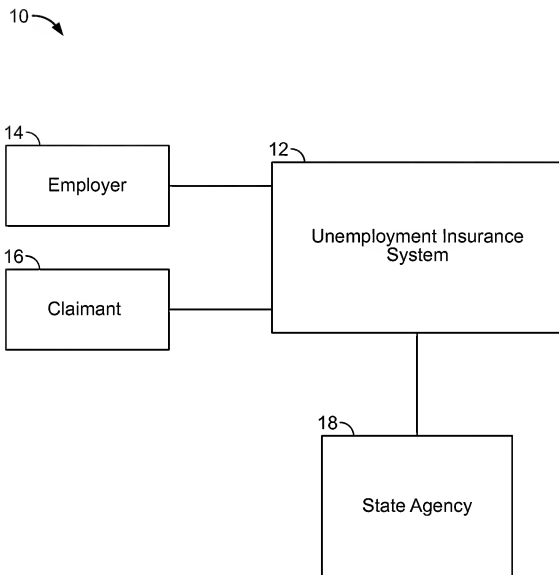 10
14
Employer
12
Unemployment Insurance
System
16
Claimant
18
State Agency